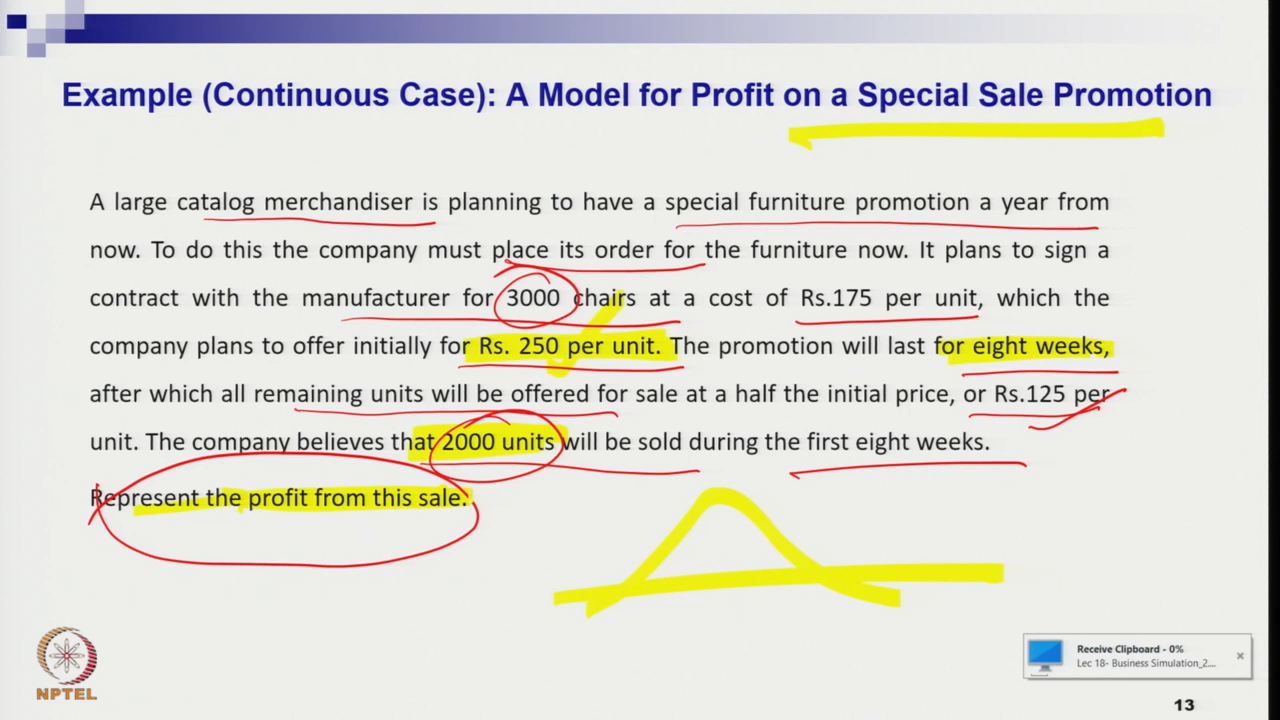 Example (Continuous Case): A Model for Profit on a Special Sale Promotion
A large catalog merchandiser is planning to have a special furniture promotion a year from
now. To do this the company must place its order for the furniture now. It plans to sign a
contract with the manufacturer for 3000 chairs at a cost of Rs.175 per unit, which the
company plans to offer initially for Rs. 250 per unit. The promotion will last for eight weeks,
after which all remaining units will be offered for sale at a half the initial price, or Rs.125 per
unit. The company believes that 2000 units will be sold during the first eight weeks.
Represent the profit from this sale.
Receive Clipboard - 0%
Lec 18- Business Simulation_2...
NPTEL
13